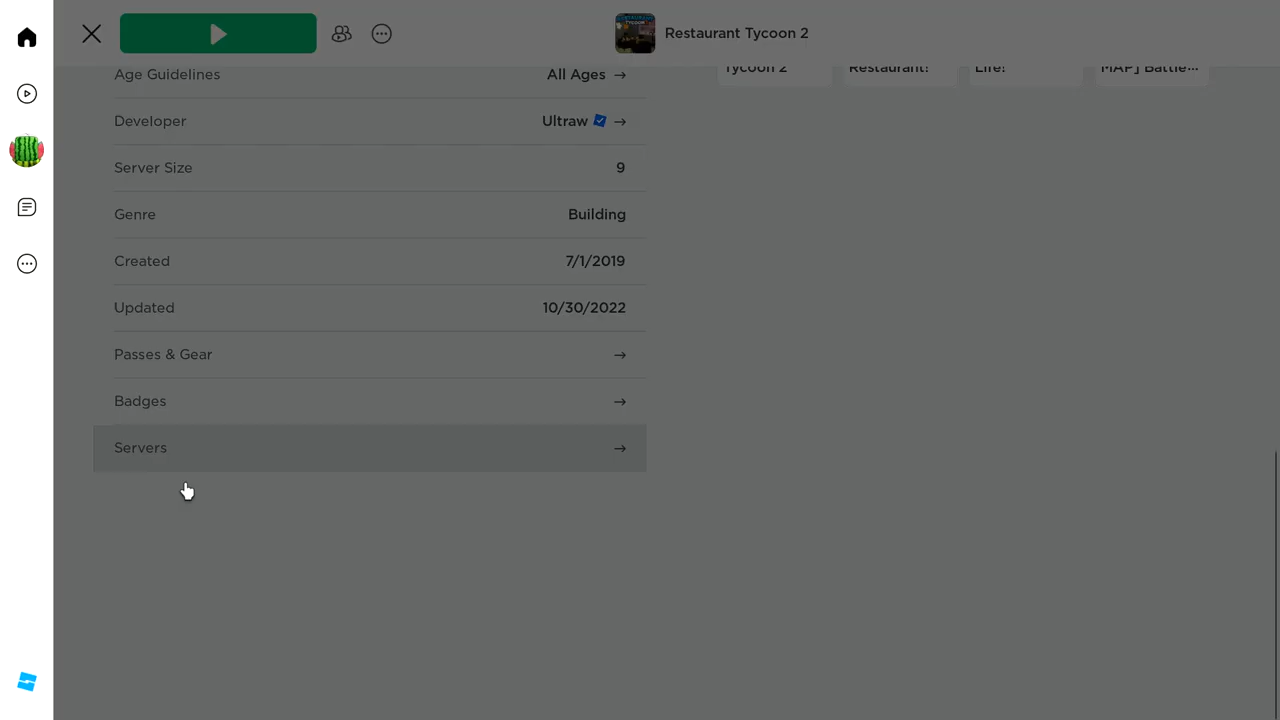 Restaurant Tycoon 2
Age Guidelines All Ages →
Tycoon 2 Restaurant! Life! MAP] Battle···
Developer Ultraw →
Server Size 9
Genre Building
Created 7/1/2019
Updated 10/30/2022
Passes & Gear →
Badges →
Servers →